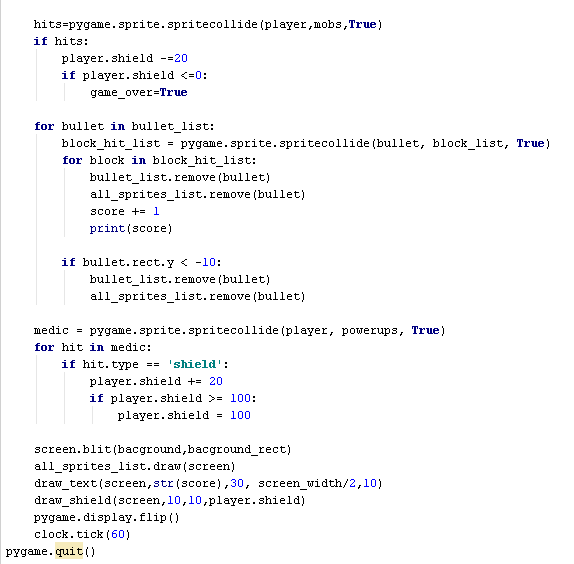 hits=pygame.sprite.spritecollide(player,mobs,True)
if hits:
player.shield -=20
if player.shield <=0:
game_over=True
for bullet in bullet_list:
block_hit_list = pygame.sprite.spritecollide(bullet, block_list, True)
for block in block_hit_list:
bullet_list.remove(bullet)
all_sprites_list.remove(bullet)
score += 1
print(score)
if bullet.rect.y < -10:
bullet_list.remove(bullet)
all_sprites_list.remove(bullet)
medic = pygame.sprite.spritecollide(player, powerups, True)
for hit in medic:
if hit.type == 'shield':
player.shield += 20
if player.shield >= 100:
player.shield = 100
screen.blit(bacground,bacground_rect)
all_sprites_list.draw(screen)
draw_text(screen,str(score),30, screen_width/2,10)
draw_shield(screen,10,10,player.shield)
pygame.display.flip()
clock.tick(60)
pygame.quit()